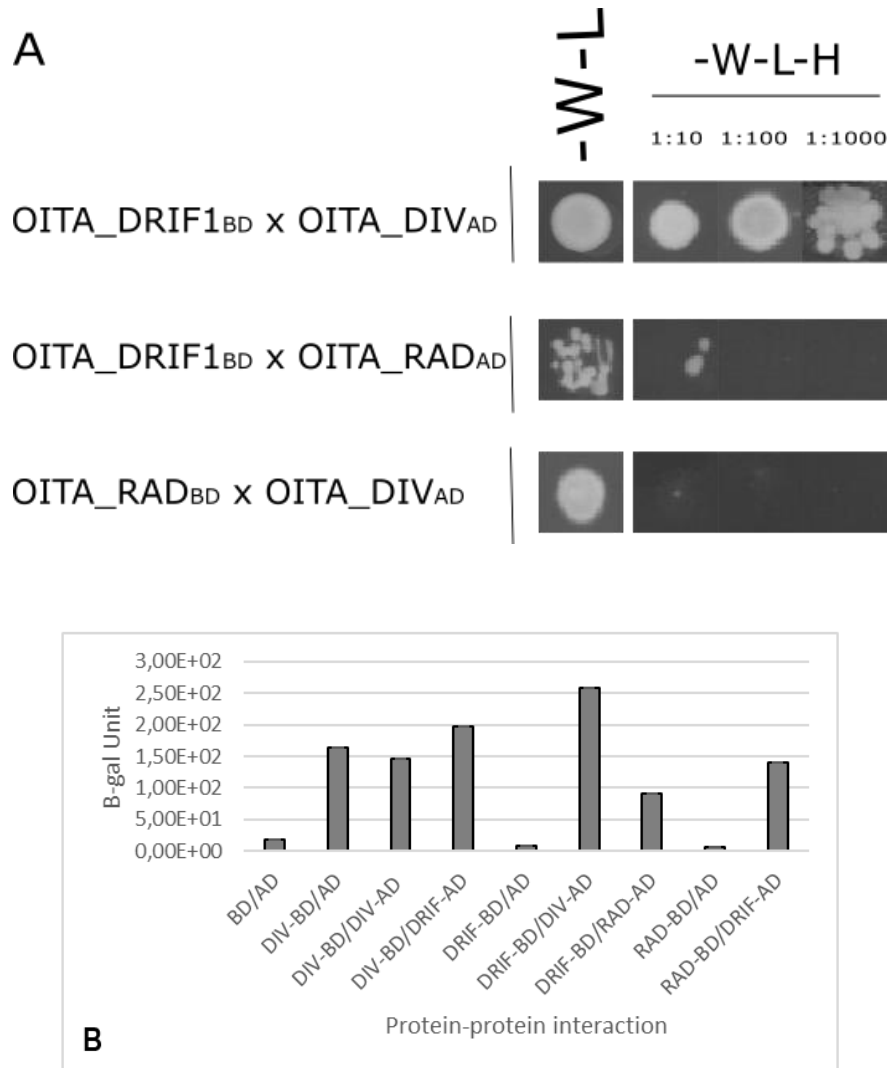 A
-W-L
-W-L-H
1:10 1:100 1:1000
OITA_DRIF1BD x OITA_DIVAD
OITA_DRIF1BD x OITA_RADAD
OITA_RADBD x OITA_DIVAD
3,00E+02
2,50E+02
2,00E+02
1,50E+02
1,00E+02
5,00E+01
0,00E+00
B-gal Unit
BD/AD
DIV-BD/AD
DIV-BD/DIV-AD
DIV-BD/DRIF-AD
DRIF-BD/AD
DRIF-BD/DIV-AD
DRIF-BD/RAD-AD
RAD-BD/AD
RAD-BD/DRIF-AD
Protein-protein interaction
B